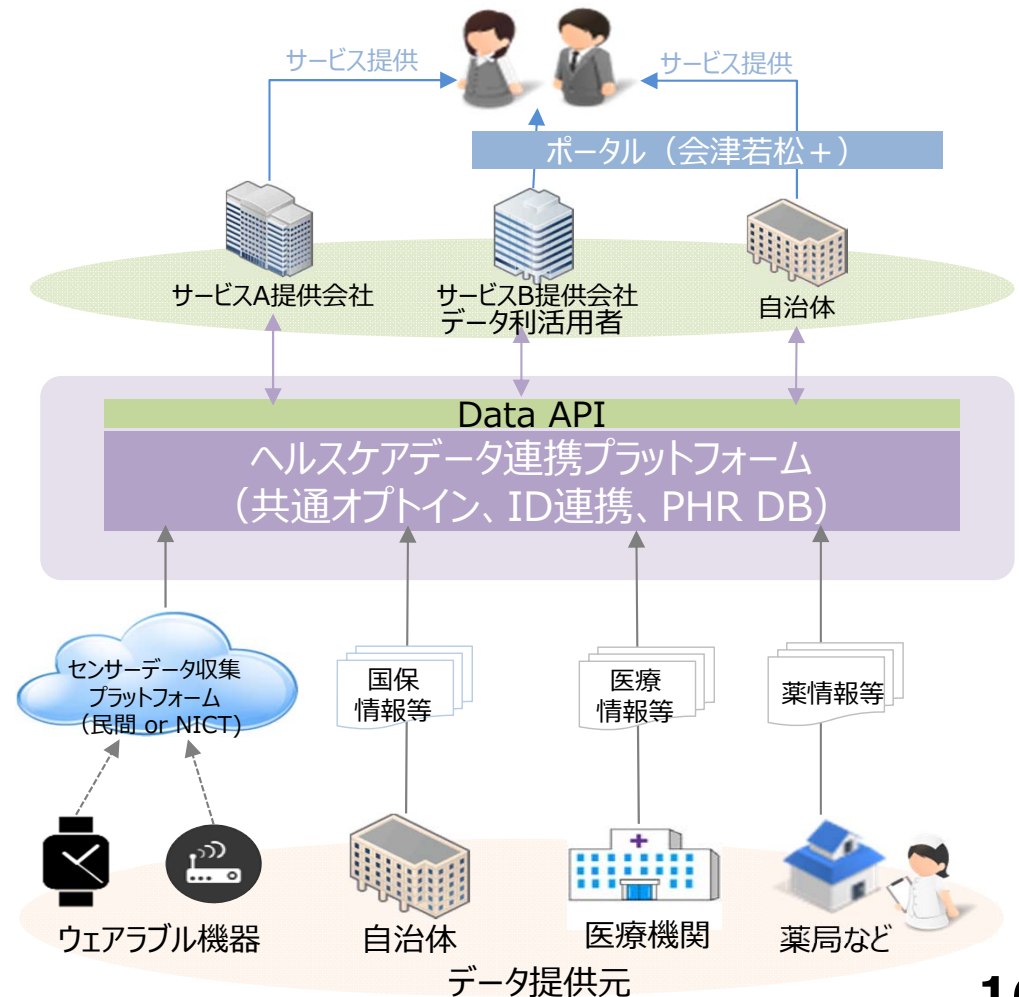 サービス提供
サービス提供
ポータル（会津若松＋）
サービスA提供会社
サービスB提供会社
データ利活用者
自治体
Data API
ヘルスケアデータ連携プラットフォーム
（共通オプトイン、ID連携、PHR DB）
センサーデータ収集
プラットフォーム
（民間 or NICT)
国保
情報等
医療
情報等
薬情報等
ウェアラブル機器
自治体
医療機関
薬局など
データ提供元